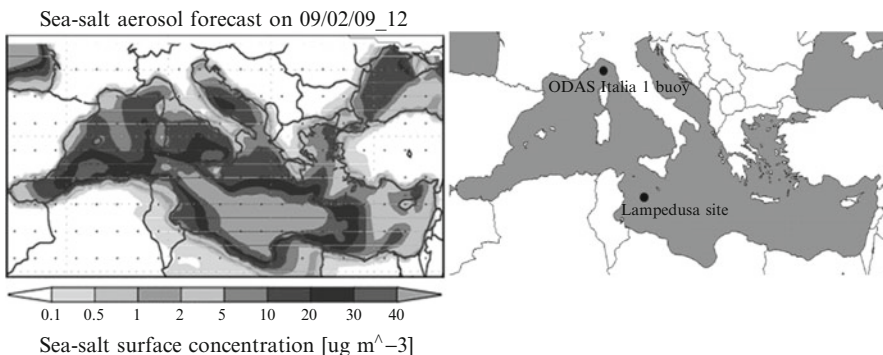 Sea-salt aerosol forecast on 09/02/09_12
ODAS Italia 1 buoy
Lampedusa site
0.1 0.5 1 2 5 10 20 30 40
Sea-salt surface concentration [ug m^−3]